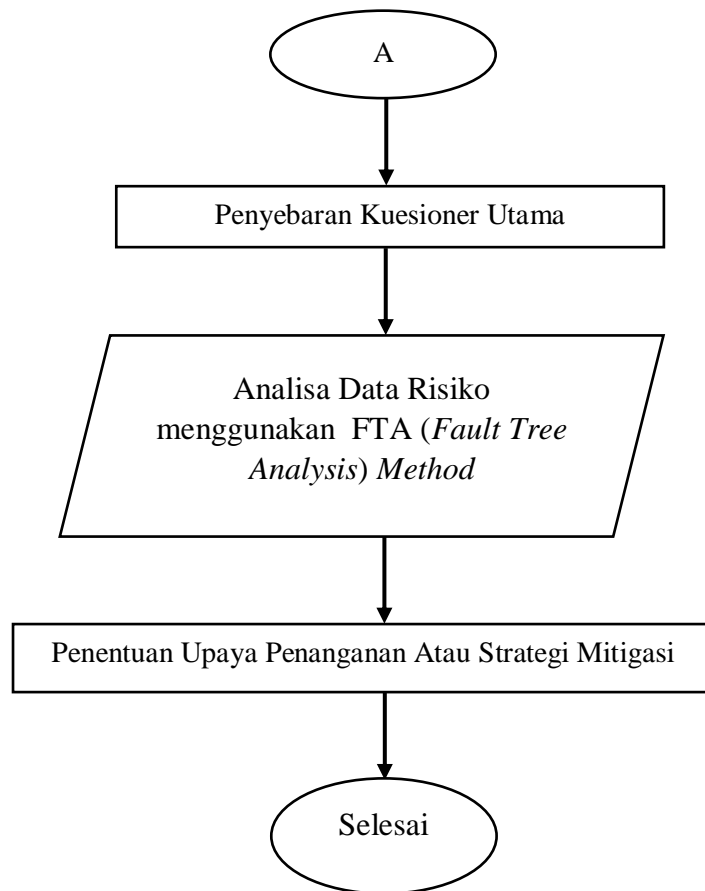 A
Penyebaran Kuesioner Utama
Analisa Data Risiko
menggunakan FTA (Fault Tree
Analysis) Method
Penentuan Upaya Penanganan Atau Strategi Mitigasi
Selesai